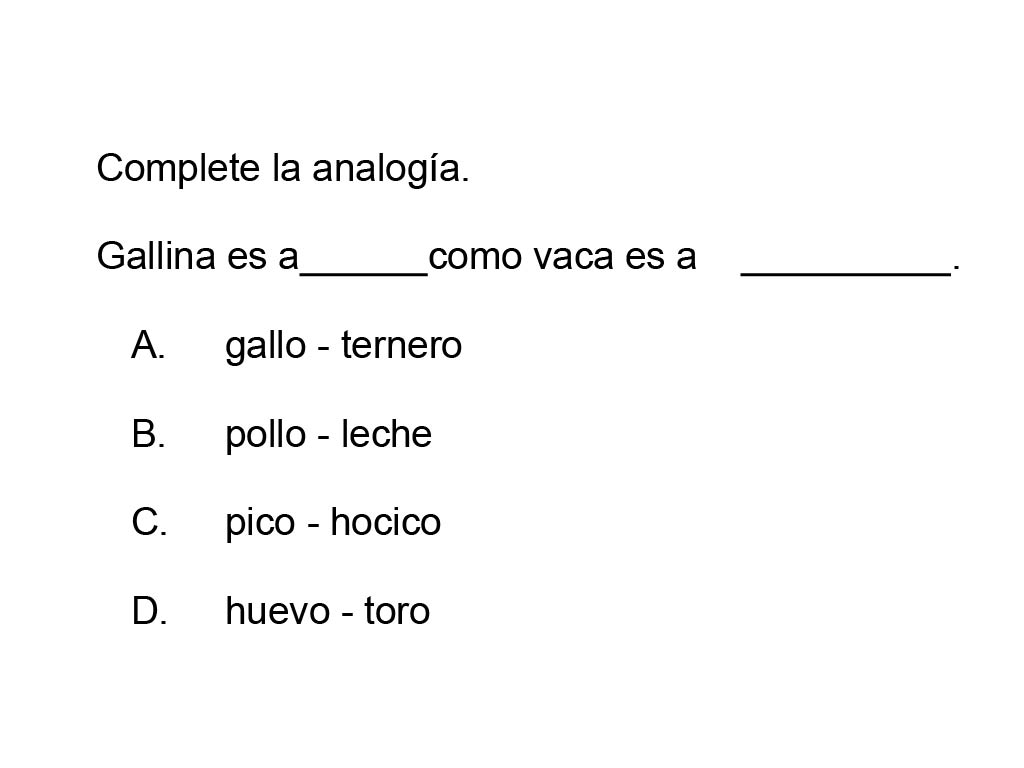 Complete la analogía.
Gallina es a______como vaca es a __________.
A. gallo - ternero
B. pollo - leche
C. pico - hocico
D. huevo - toro